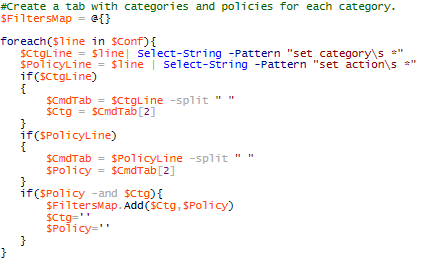 #Create a tab with categories and policies for each category.
$FiltersMap = @{}

foreach($line in $Conf){
    $CtgLine = $line| Select-String -Pattern "set category\s *"
    $PolicyLine = $line | Select-String -Pattern "set action\s *"
    if($CtgLine)
    {
        $CmdTab = $CtgLine -split " "
        $Ctg = $CmdTab[2]
    }
    if($PolicyLine)
    {
        $CmdTab = $PolicyLine -split " "
        $Policy = $CmdTab[2]
    }
    if($Policy -and $Ctg){
        $FiltersMap.Add($Ctg,$Policy)
        $Ctg=''
        $Policy=''
    }
}